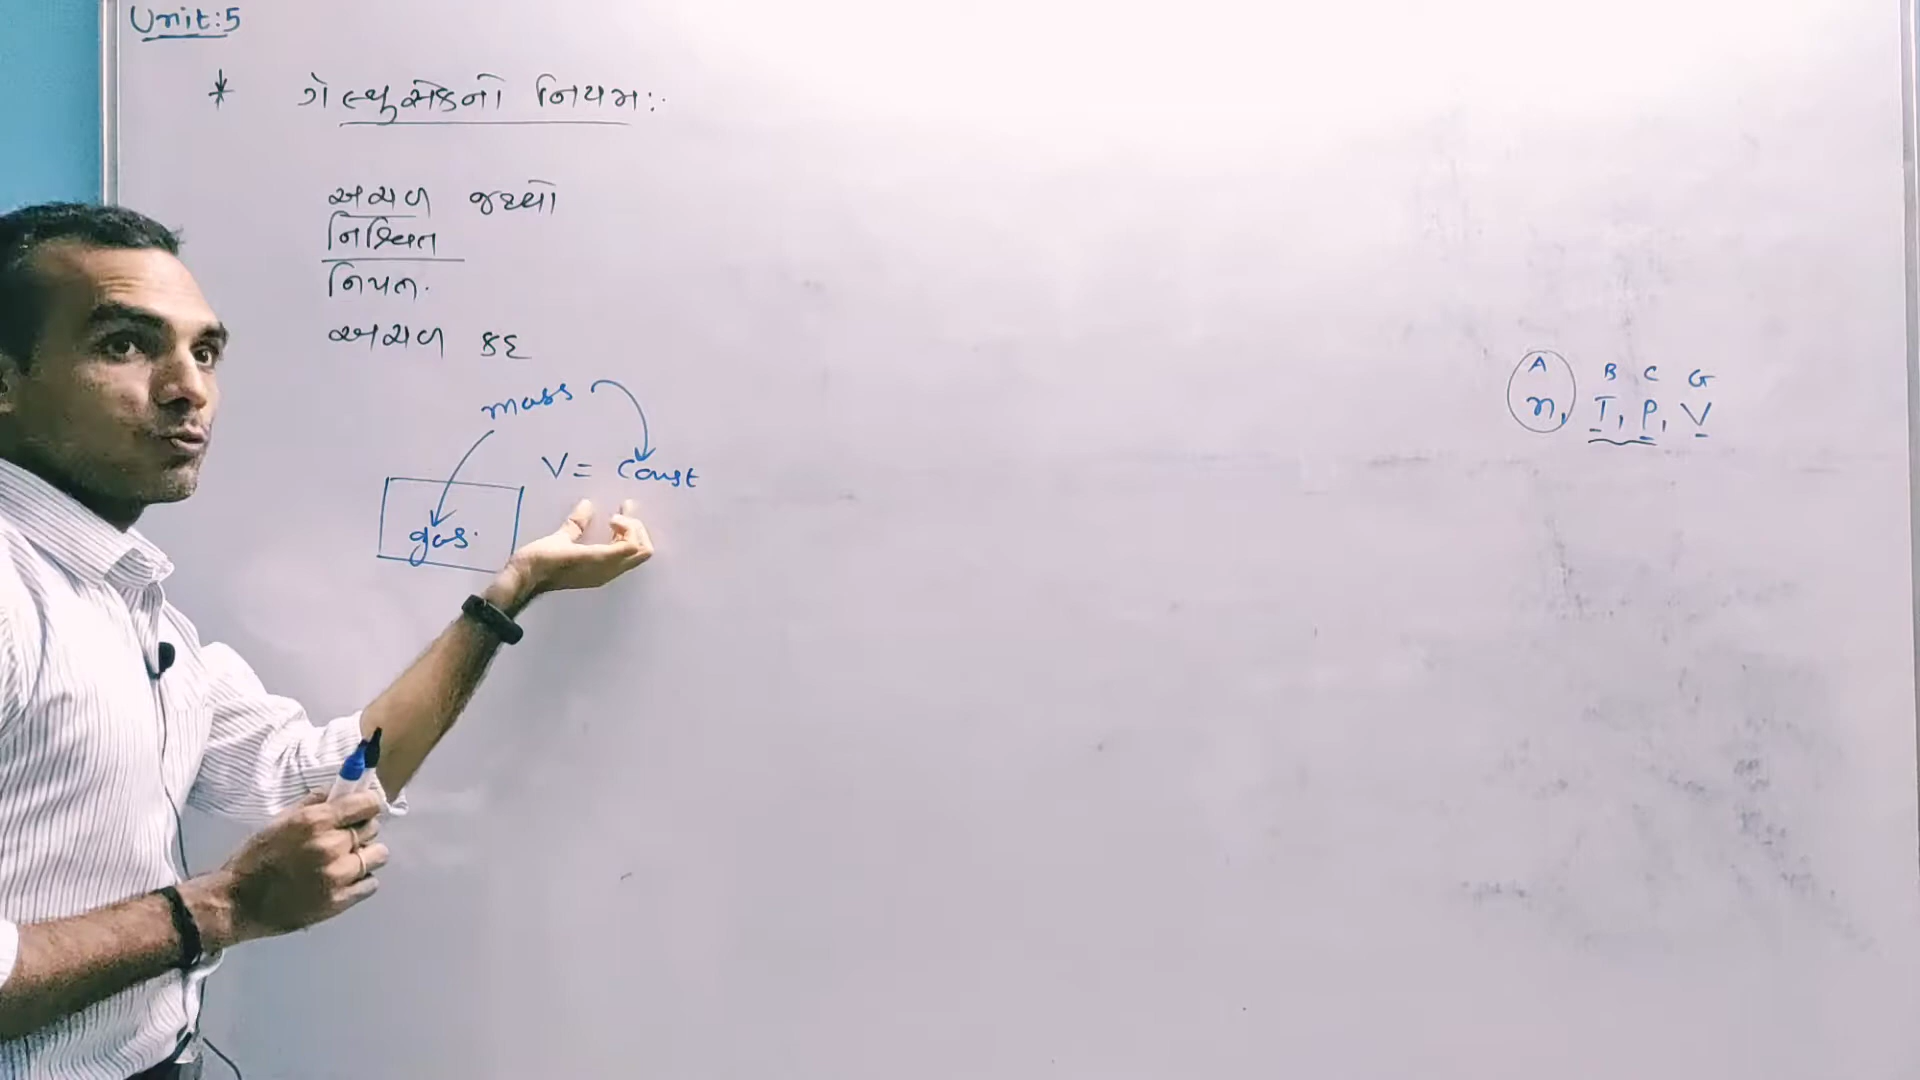 Unit:5
* ગેલ્યુસેકનો નિયમ:
અચળ જથ્થો
નિશ્ચિત
નિયત.
અચળ કદ
mass
V = Const
gas.
A B C G
n, T, P, V